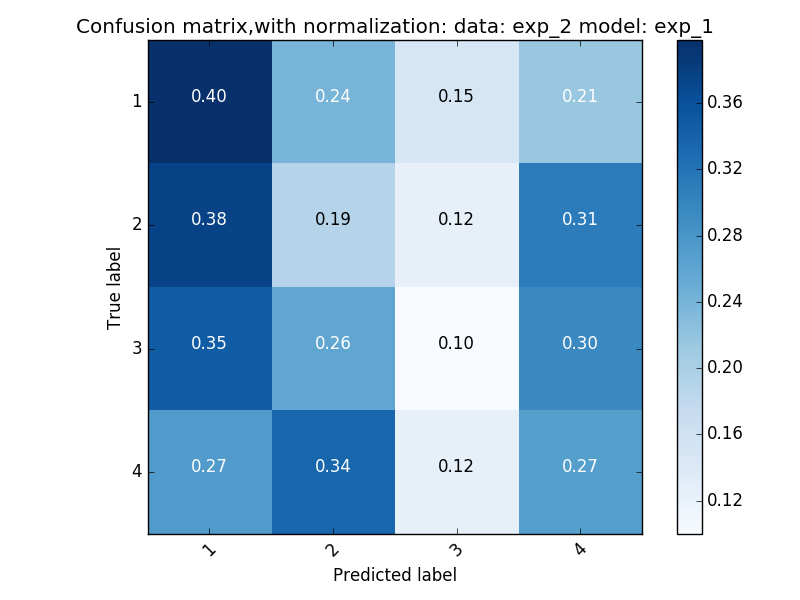 Confusion matrix,with normalization: data: exp_2 model: exp_1
True label
1
0.40 0.24 0.15 0.21
2
0.38 0.19 0.12 0.31
3
0.35 0.26 0.10 0.30
4
0.27 0.34 0.12 0.27
1 2 3 4
Predicted label
0.36
0.32
0.28
0.24
0.20
0.16
0.12